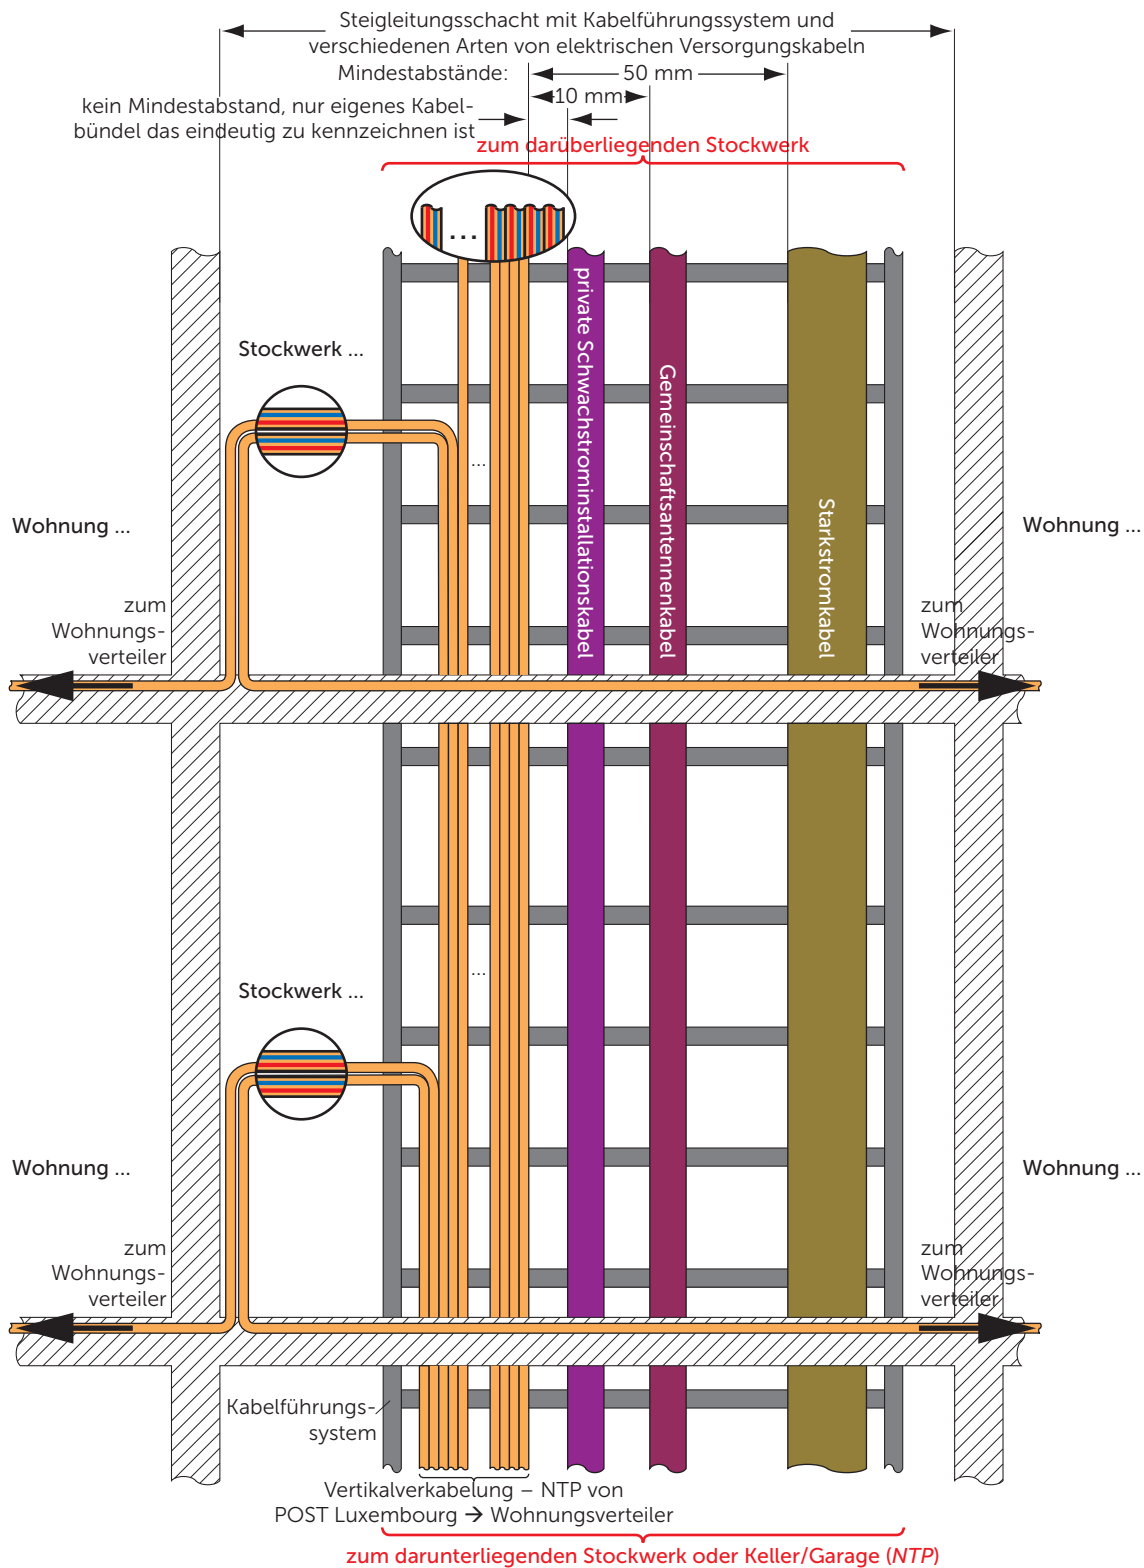 Steigleitungsschacht mit Kabelführungssystem und
verschiedenen Arten von elektrischen Versorgungskabeln
Mindestabstände:
50 mm
10 mm
kein Mindestabstand, nur eigenes Kabel-
bündel das eindeutig zu kennzeichnen ist
zum darüberliegenden Stockwerk
...
private Schwachstrominstallationskabel
Gemeinschaftsantennenkabel
Starkstromkabel
Stockwerk ...
...
Wohnung ...
Wohnung ...
zum
Wohnungs-
verteiler
zum
Wohnungs-
verteiler
...
Stockwerk ...
Wohnung ...
Wohnung ...
zum
Wohnungs-
verteiler
zum
Wohnungs-
verteiler
Kabelführungs-
system
Vertikalverkabelung – NTP von
POST Luxembourg → Wohnungsverteiler
zum darunterliegenden Stockwerk oder Keller/Garage (NTP)